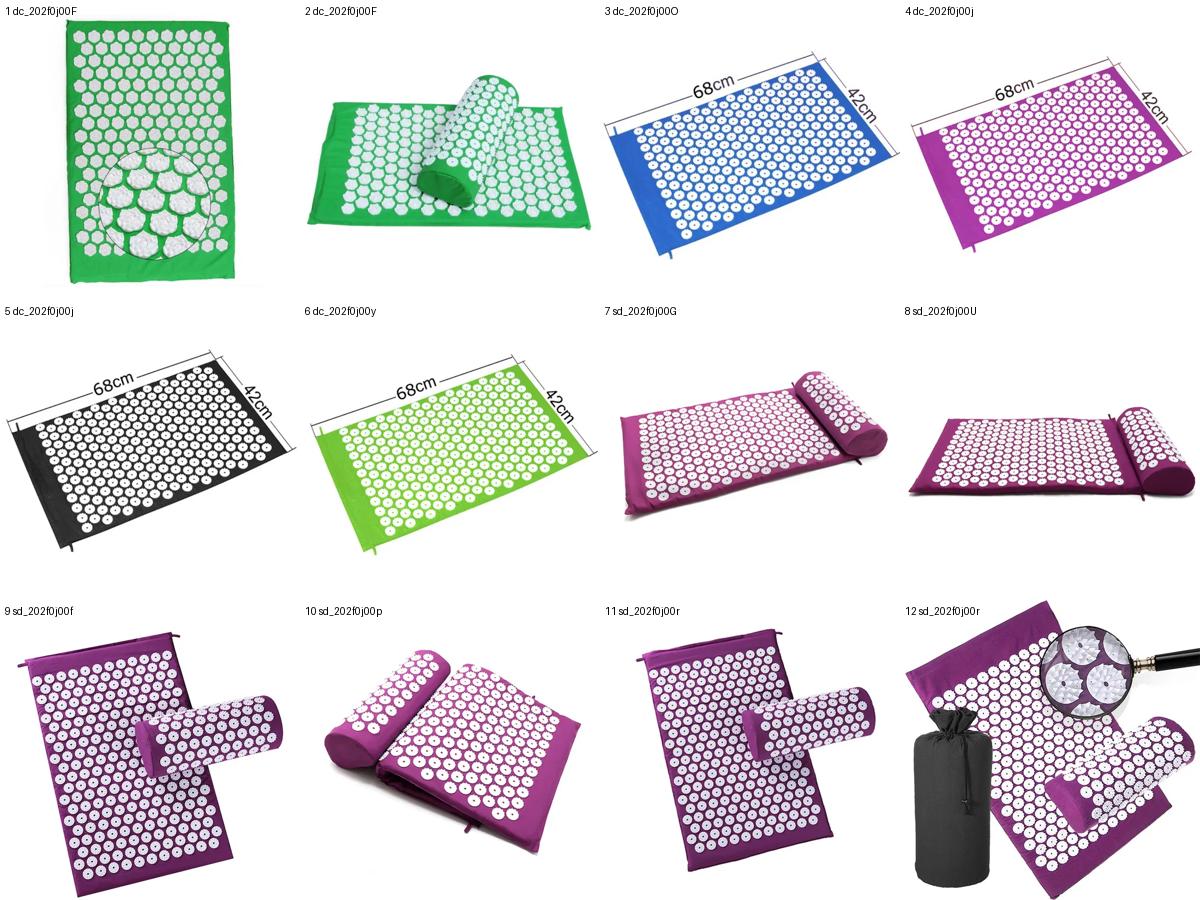 1 dc_202f0j00F
2 dc_202f0j00F
3 dc_202f0j00O
4 dc_202f0j00j
68cm
42cm
68cm
42cm
5 dc_202f0j00j
6 dc_202f0j00y
7 sd_202f0j00G
8 sd_202f0j00U
68cm
42cm
68cm
42cm
9 sd_202f0j00f
10 sd_202f0j00p
11 sd_202f0j00r
12 sd_202f0j00r